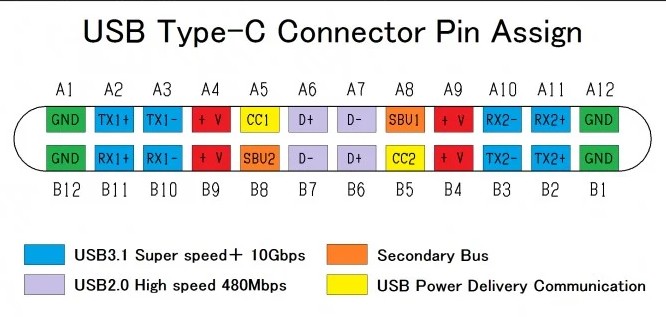 USB Type-C Connector Pin Assign
A1 A2 A3 A4 A5 A6 A7 A8 A9 A10 A11 A12
GND TX1+ TX1- + V CC1 D+ D- SBU1 + V RX2- RX2+ GND
GND RX1+ RX1- + V SBU2 D- D+ CC2 + V TX2- TX2+ GND
B12 B11 B10 B9 B8 B7 B6 B5 B4 B3 B2 B1
USB3.1 Super speed+ 10Gbps Secondary Bus
USB2.0 High speed 480Mbps USB Power Delivery Communication